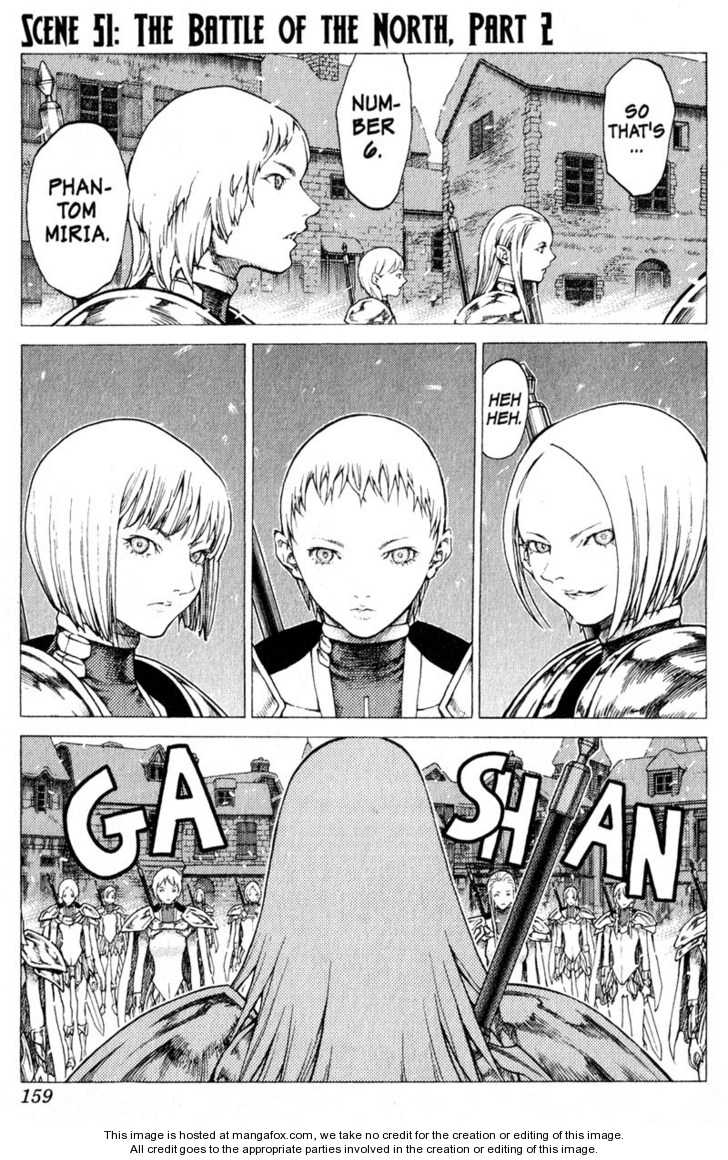 SCENE 51: THE BATTLE OF THE NORTH, PART 2
SO
THAT'S
...
NUM-
BER
6.
PHAN-
TOM
MIRIA.
HEH
HEH.
GA
SHAN
159
This image is hosted at mangafox.com, we take no credit for the creation or editing of this image.
All credit goes to the appropriate parties involved in the creation or editing of this image.